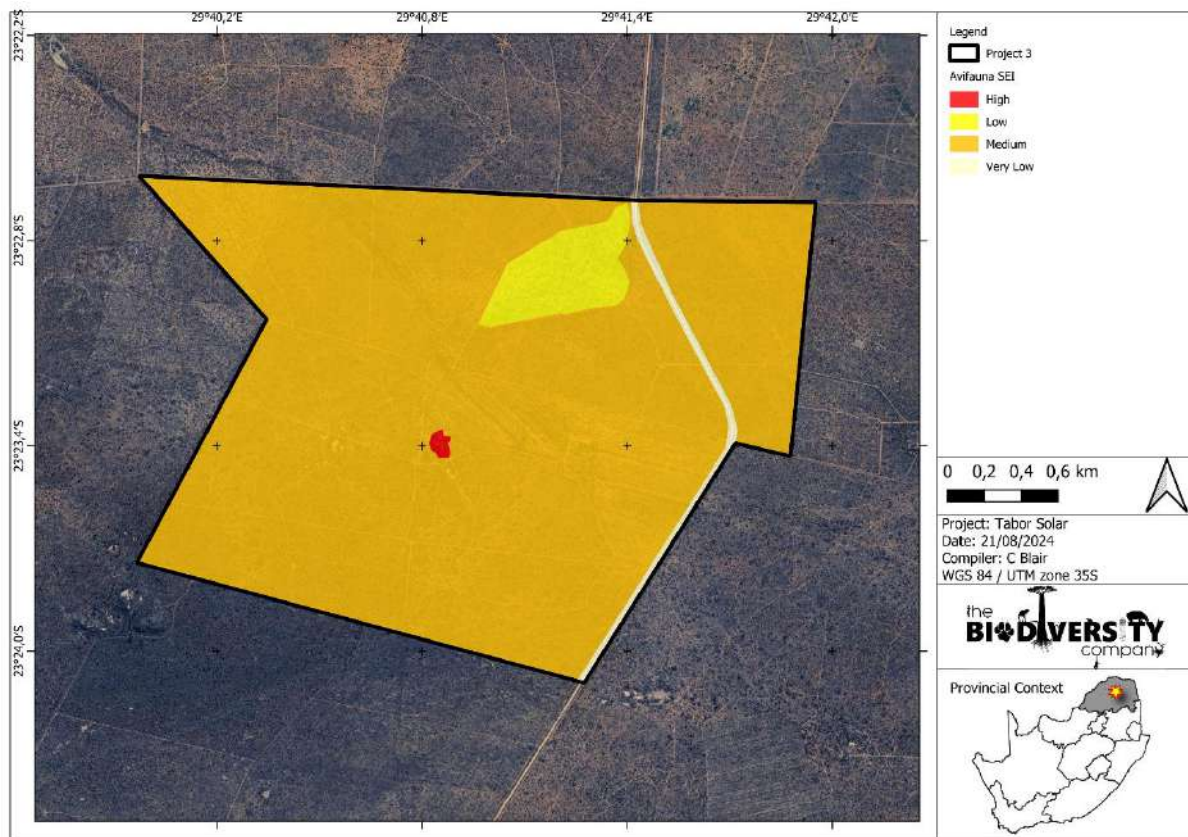 29°40,2'E 29°40,8'E 29°41,4'E 29°42,0'E
23°22,2'S
23°22,8'S
23°23,4'S
23°24,0'S
Legend
Project 3
Avifauna SEI
High
Low
Medium
Very Low
0 0,2 0,4 0,6 km
Project: Tabor Solar
Date: 21/08/2024
Compiler: C Blair
WGS 84 / UTM zone 35S
the
BIODIVERSITY
company
Provincial Context